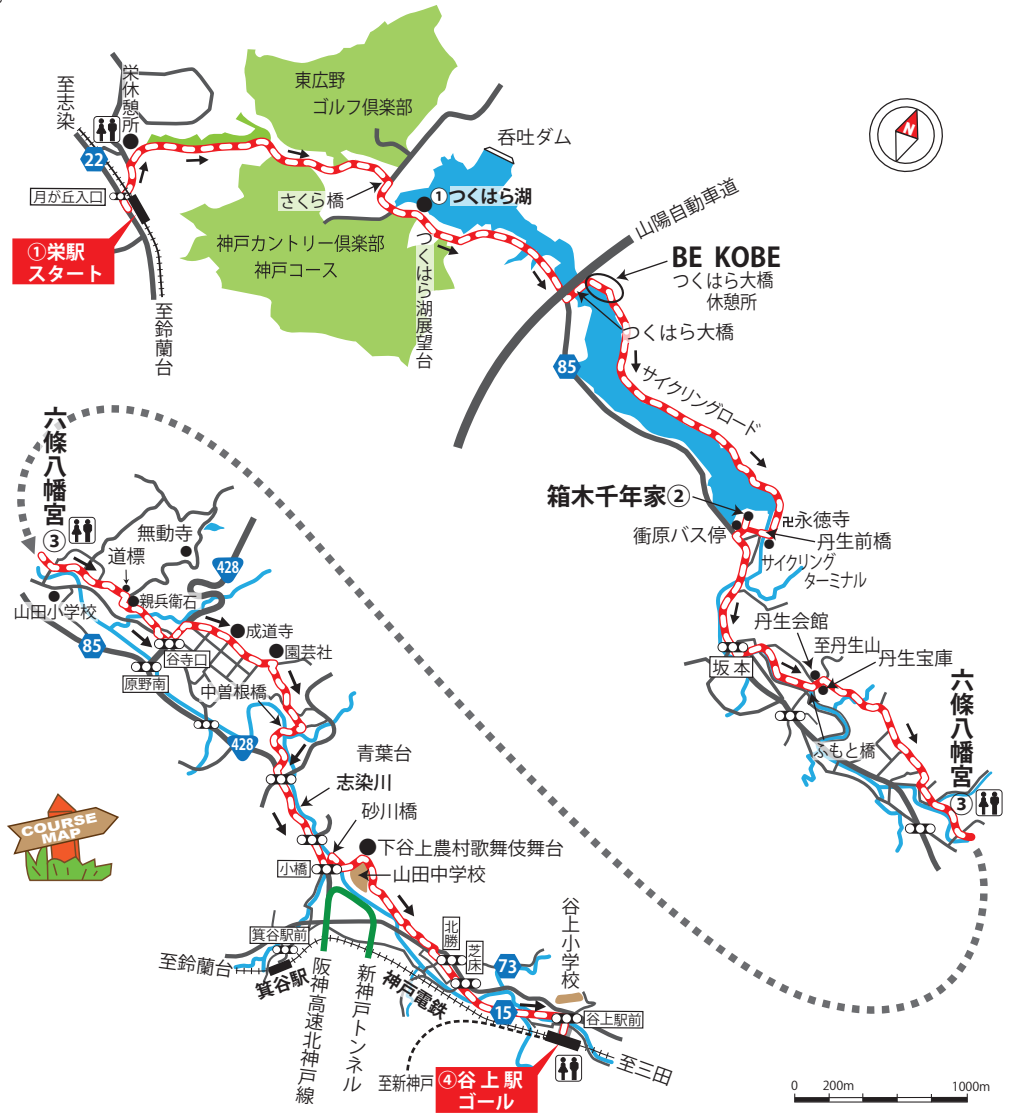 東広野
ゴルフ倶楽部
至志染
栄休憩所
22
月が丘入口
①栄駅
スタート
至鈴蘭台
さくら橋
神戸カントリー倶楽部
神戸コース
呑吐ダム
①つくはら湖
つくはら湖展望台
山陽自動車道
N
BE KOBE
つくはら大橋
休憩所
つくはら大橋
85
サイクリングロード
箱木千年家②
衝原バス停
卍永徳寺
丹生前橋
サイクリング
ターミナル
丹生会館
至丹生山
丹生宝庫
坂本
ふもと橋
六條八幡宮
③
六條八幡宮
③
無動寺
道標
親兵衛石
山田小学校
428
85
成道寺
園芸社
谷寺口
原野南
中曽根橋
428
青葉台
志染川
砂川橋
下谷上農村歌舞伎舞台
山田中学校
小橋
COURSE
MAP
箕谷駅前
至鈴蘭台
箕谷駅
阪神高速北神戸線
新神戸トンネル
神戸電鉄
北勝
芝床
73
谷上小学校
15
谷上駅前
至三田
至新神戸
④谷上駅
ゴール
0 200m 1000m